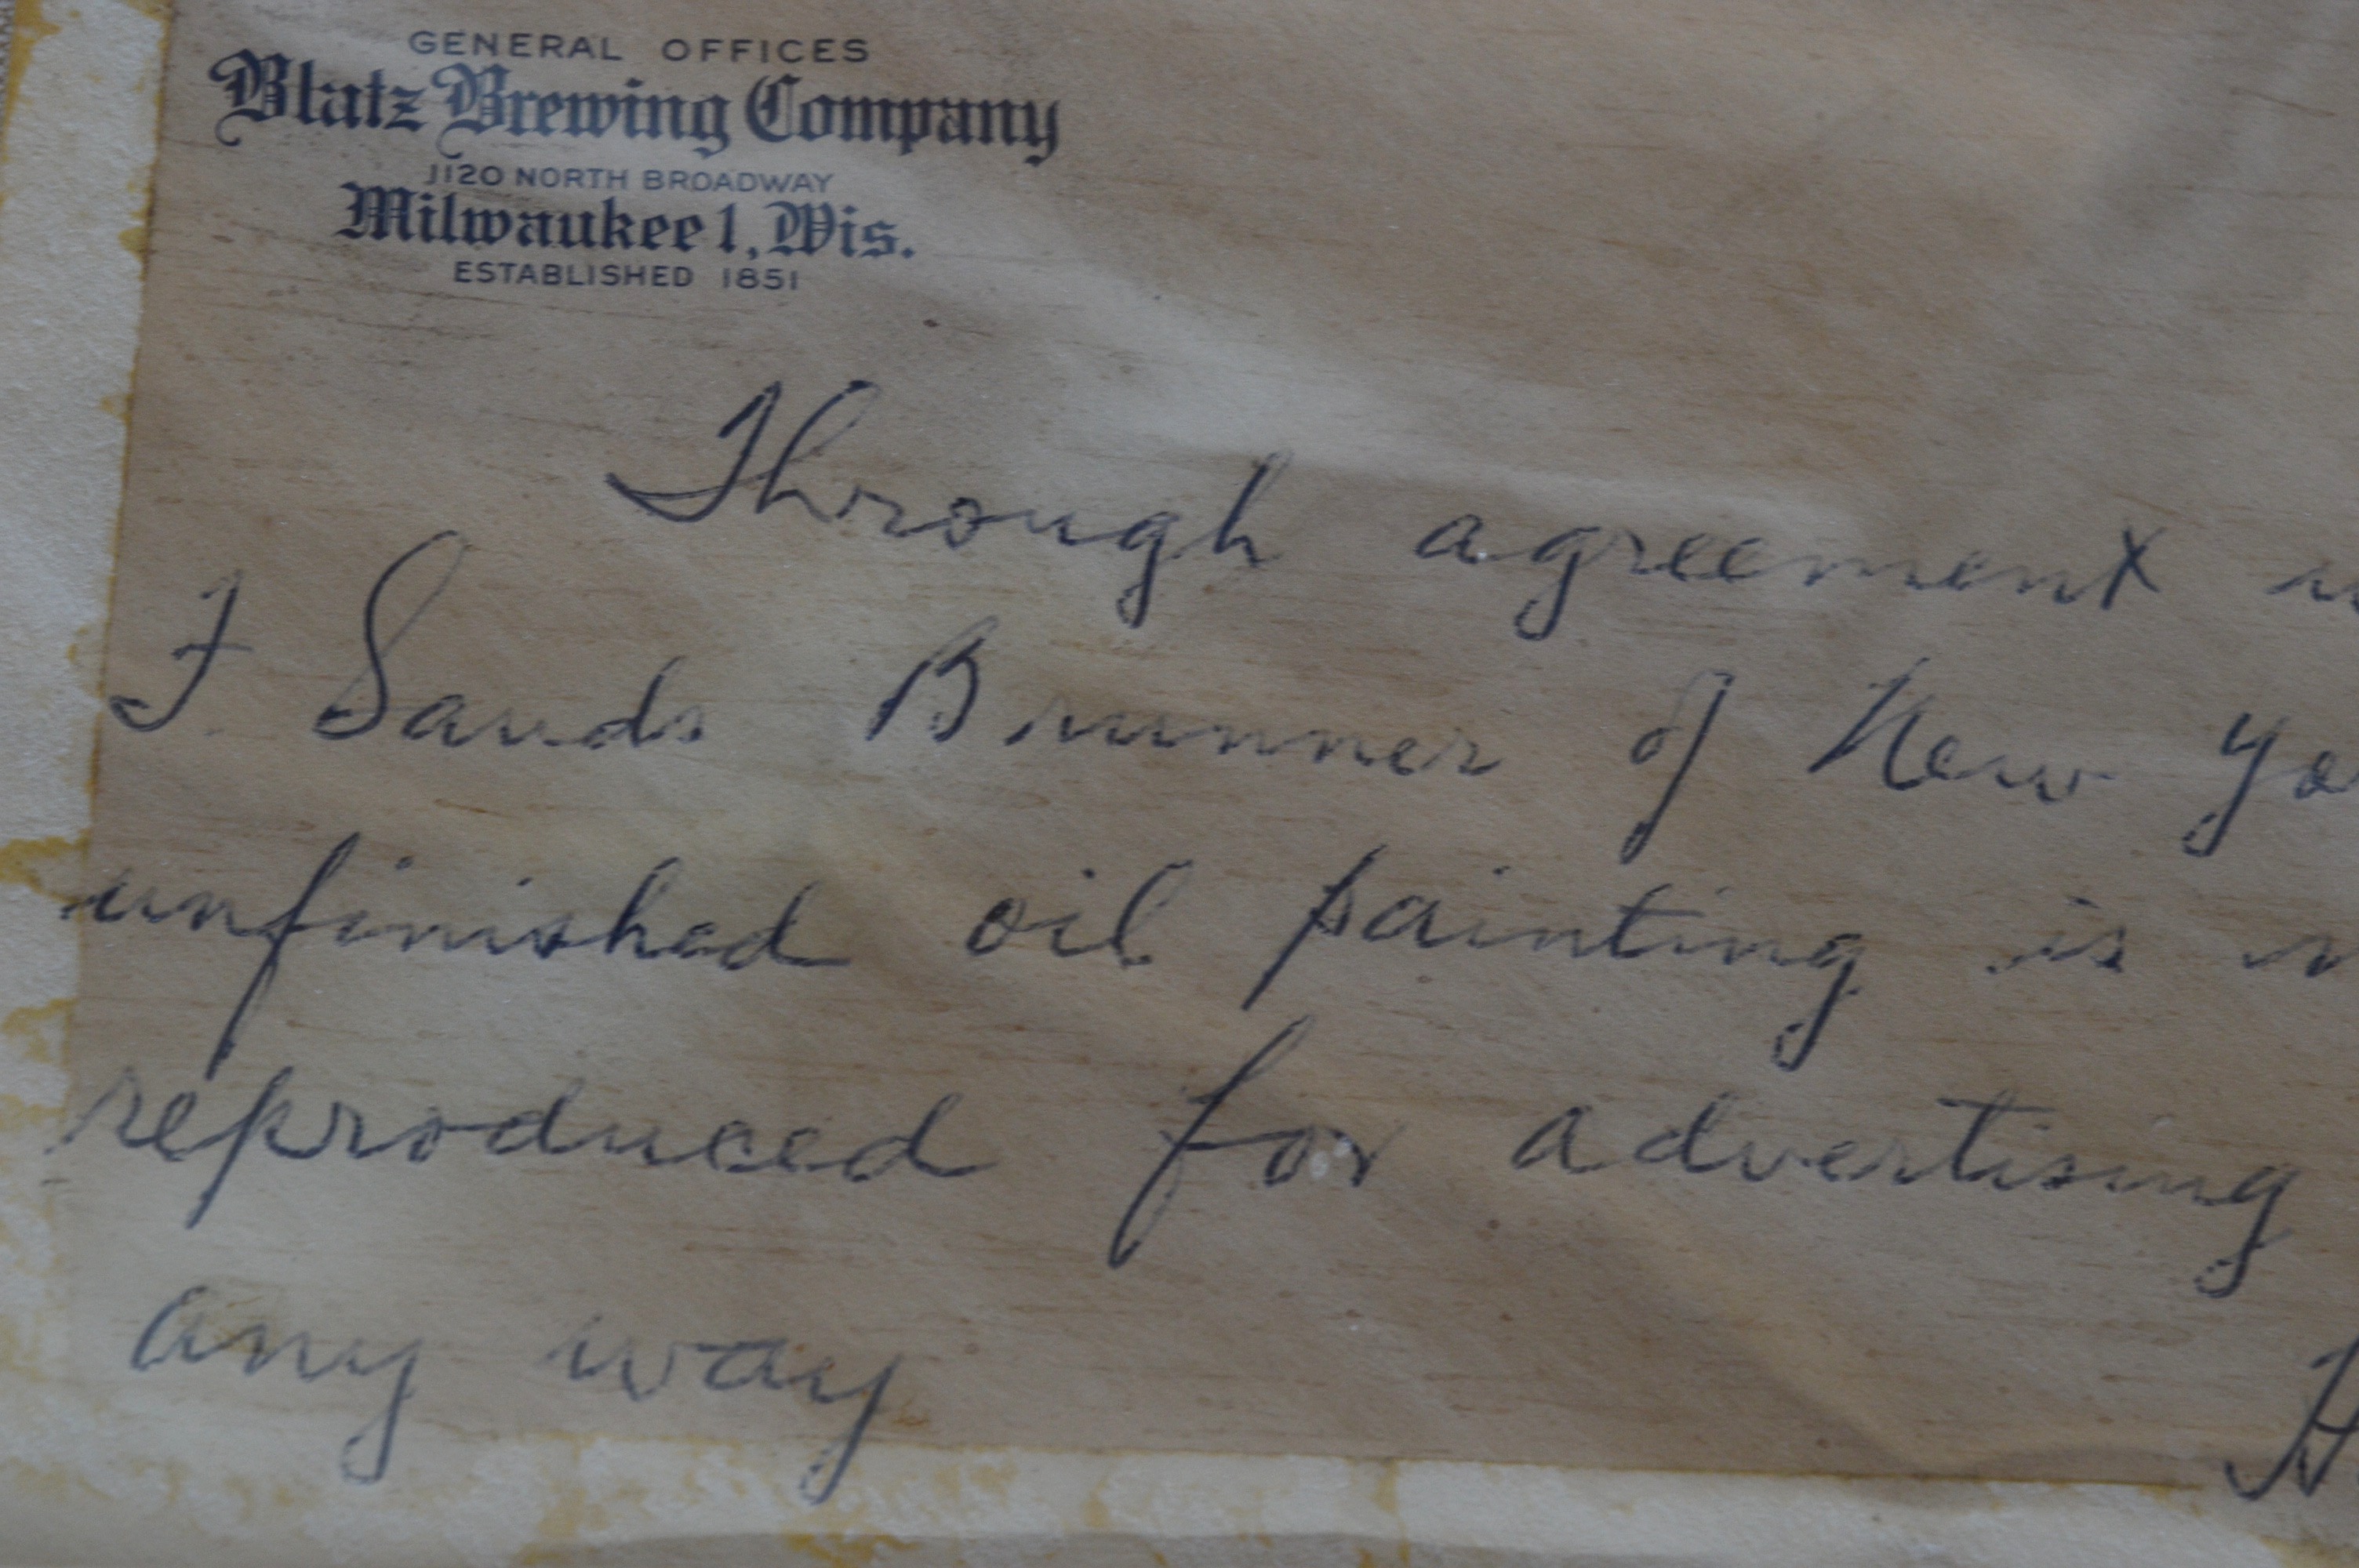 GENERAL OFFICES
Blatz Brewing Company
1120 NORTH BROADWAY
Milwaukee 1, Wis.
ESTABLISHED 1851
Through agreement
F. Sands Brunner of New Yo
unfinished oil painting is
reproduced for advertising
any way